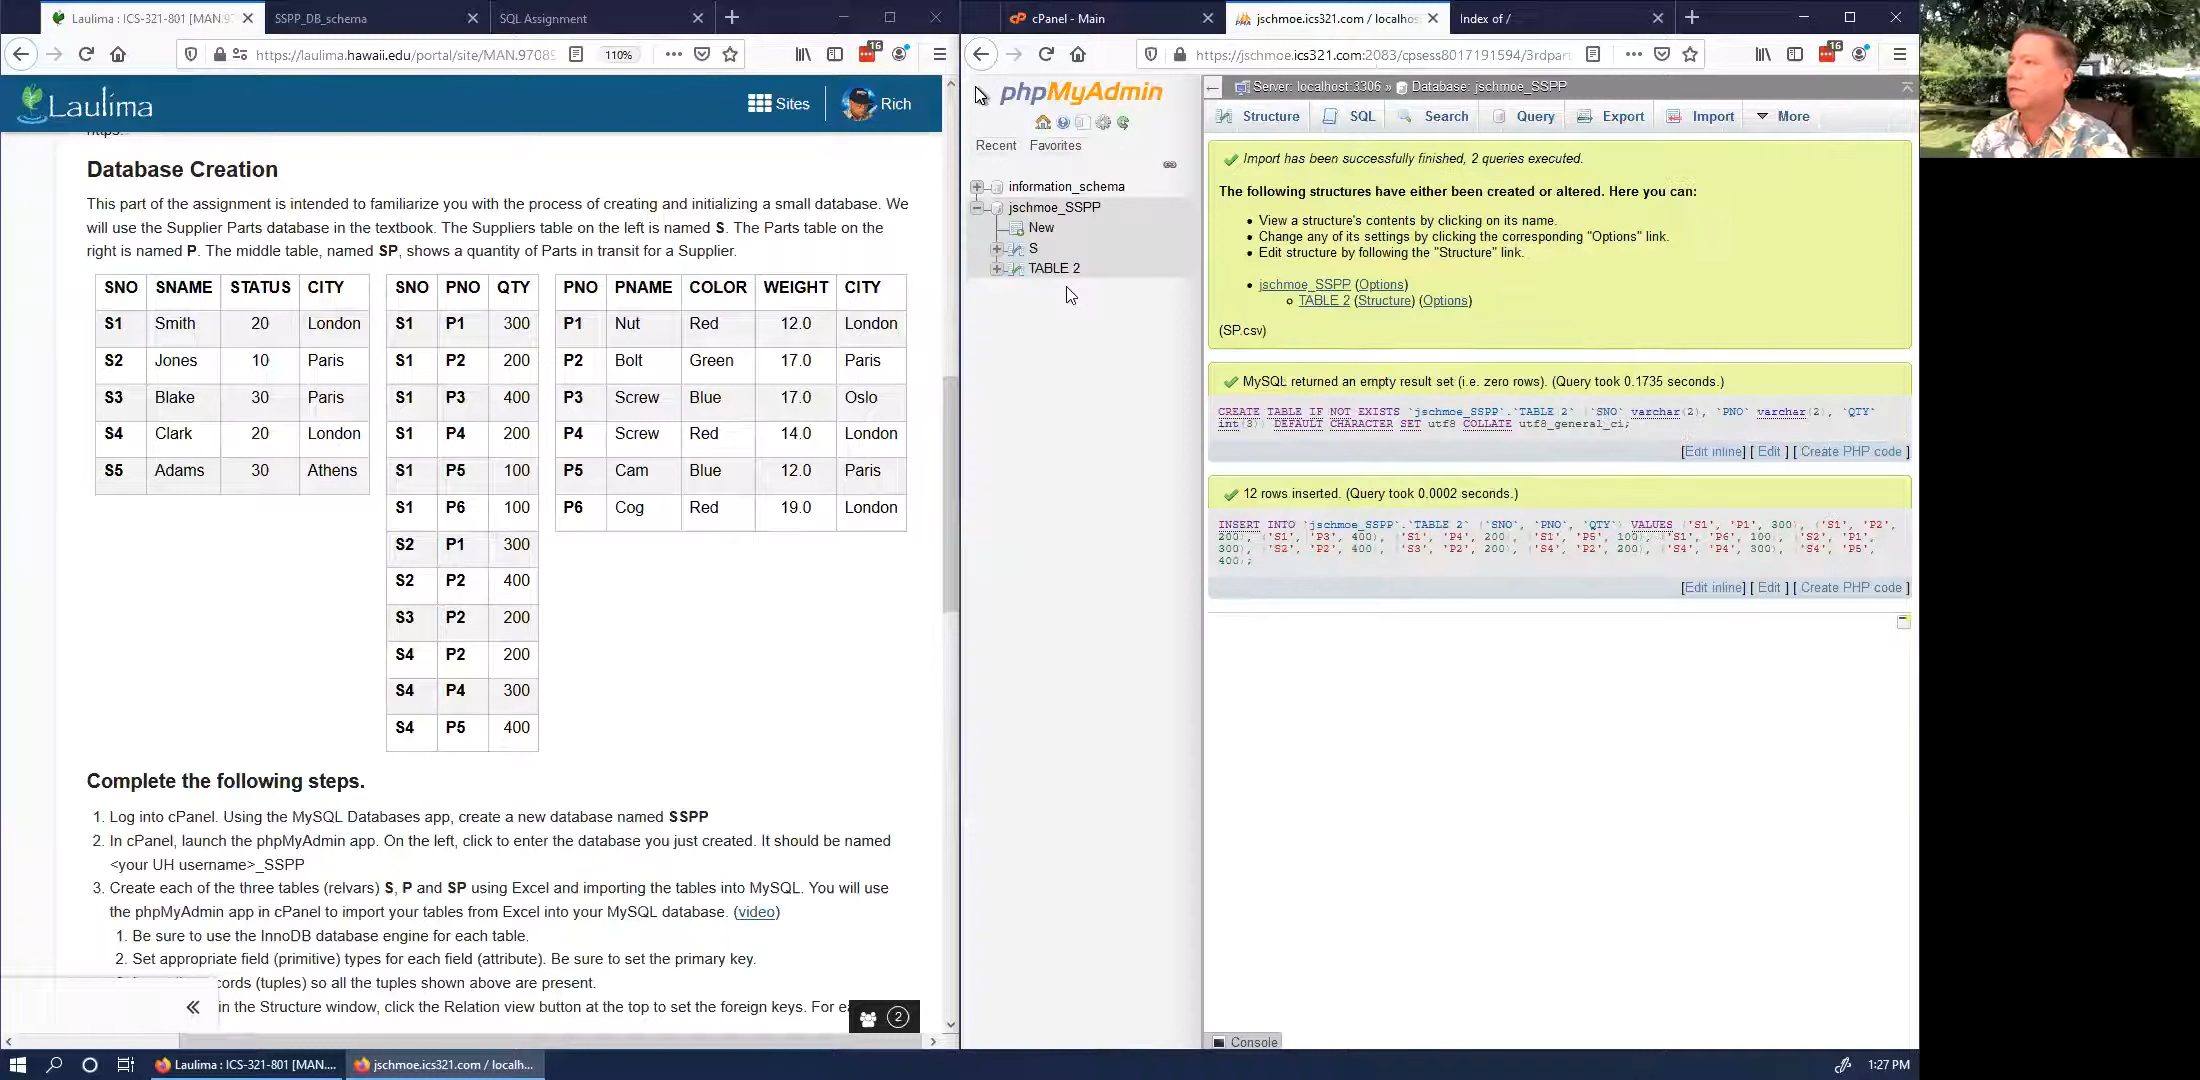 Laulima : ICS-321-801 [MAN.97
SSPP_DB_schema
SQL Assignment
https://laulima.hawaii.edu/portal/site/MAN.97089
110%
16
Laulima
Sites
Rich
https.
Database Creation
This part of the assignment is intended to familiarize you with the process of creating and initializing a small database. We
will use the Supplier Parts database in the textbook. The Suppliers table on the left is named S. The Parts table on the
right is named P. The middle table, named SP, shows a quantity of Parts in transit for a Supplier.
SNO SNAME STATUS CITY
S1 Smith 20 London
S2 Jones 10 Paris
S3 Blake 30 Paris
S4 Clark 20 London
S5 Adams 30 Athens
SNO PNO QTY
S1 P1 300
S1 P2 200
S1 P3 400
S1 P4 200
S1 P5 100
S1 P6 100
S2 P1 300
S2 P2 400
S3 P2 200
S4 P2 200
S4 P4 300
S4 P5 400
PNO PNAME COLOR WEIGHT CITY
P1 Nut Red 12.0 London
P2 Bolt Green 17.0 Paris
P3 Screw Blue 17.0 Oslo
P4 Screw Red 14.0 London
P5 Cam Blue 12.0 Paris
P6 Cog Red 19.0 London
Complete the following steps.
1. Log into cPanel. Using the MySQL Databases app, create a new database named SSPP
2. In cPanel, launch the phpMyAdmin app. On the left, click to enter the database you just created. It should be named
<your UH username>_SSPP
3. Create each of the three tables (relvars) S, P and SP using Excel and importing the tables into MySQL. You will use
the phpMyAdmin app in cPanel to import your tables from Excel into your MySQL database. (video)
1. Be sure to use the InnoDB database engine for each table.
2. Set appropriate field (primitive) types for each field (attribute). Be sure to set the primary key.
cords (tuples) so all the tuples shown above are present.
in the Structure window, click the Relation view button at the top to set the foreign keys. For ea
2
cPanel - Main
jschmoe.ics321.com / localhos
Index of /
https://jschmoe.ics321.com:2083/cpsess8017191594/3rdpart
16
phpMyAdmin
Recent Favorites
information_schema
jschmoe_SSPP
New
S
TABLE 2
Server: localhost:3306 » Database: jschmoe_SSPP
Structure SQL Search Query Export Import More
Import has been successfully finished, 2 queries executed.
The following structures have either been created or altered. Here you can:
• View a structure's contents by clicking on its name.
• Change any of its settings by clicking the corresponding "Options" link.
• Edit structure by following the "Structure" link.
• jschmoe_SSPP (Options)
TABLE 2 (Structure) (Options)
(SP.csv)
MySQL returned an empty result set (i.e. zero rows). (Query took 0.1735 seconds.)
CREATE TABLE IF NOT EXISTS `jschmoe_SSPP`.`TABLE 2` (`SNO` varchar(2), `PNO` varchar(2), `QTY`
int(3)) DEFAULT CHARACTER SET utf8 COLLATE utf8_general_ci;
[Edit inline] [ Edit ] [ Create PHP code ]
12 rows inserted. (Query took 0.0002 seconds.)
INSERT INTO `jschmoe_SSPP`.`TABLE 2` (`SNO`, `PNO`, `QTY`) VALUES ('S1', 'P1', 300), ('S1', 'P2',
200), ('S1', 'P3', 400), ('S1', 'P4', 200), ('S1', 'P5', 100), ('S1', 'P6', 100), ('S2', 'P1',
300), ('S2', 'P2', 400), ('S3', 'P2', 200), ('S4', 'P2', 200), ('S4', 'P4', 300), ('S4', 'P5',
400);
[Edit inline] [ Edit ] [ Create PHP code ]
Console
Laulima : ICS-321-801 [MAN....
jschmoe.ics321.com / localh...
1:27 PM